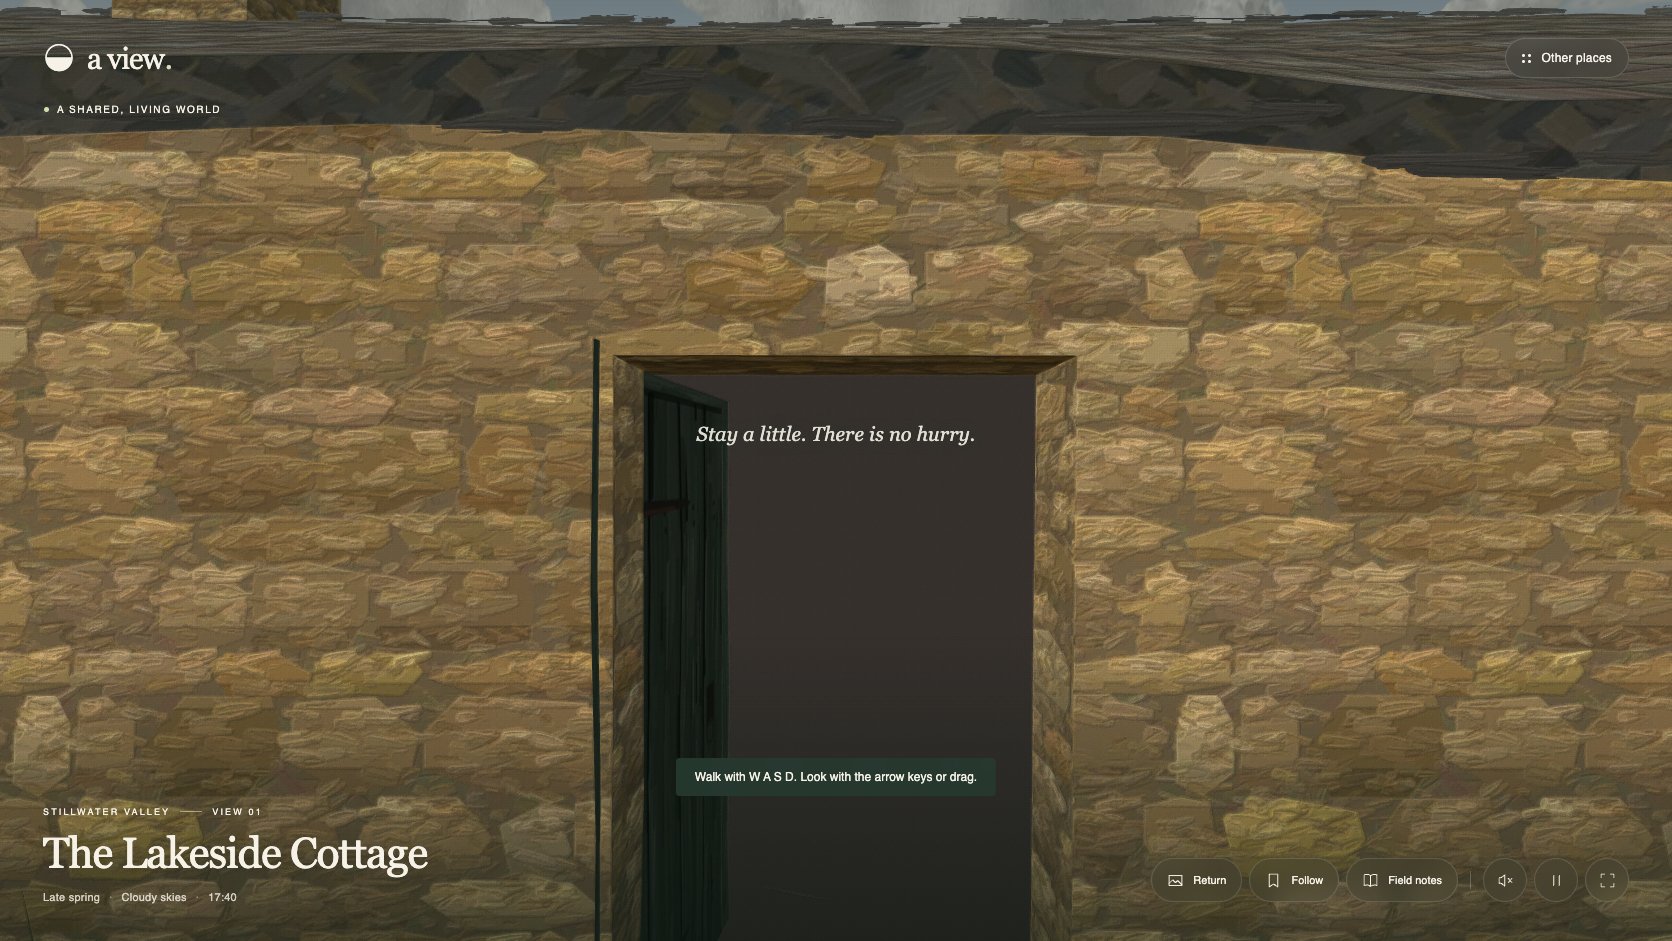 a view.
Other places
A SHARED, LIVING WORLD
Stay a little. There is no hurry.
Walk with W A S D. Look with the arrow keys or drag.
STILLWATER VALLEY — VIEW 01
The Lakeside Cottage
Late spring · Cloudy skies · 17:40
Return
Follow
Field notes